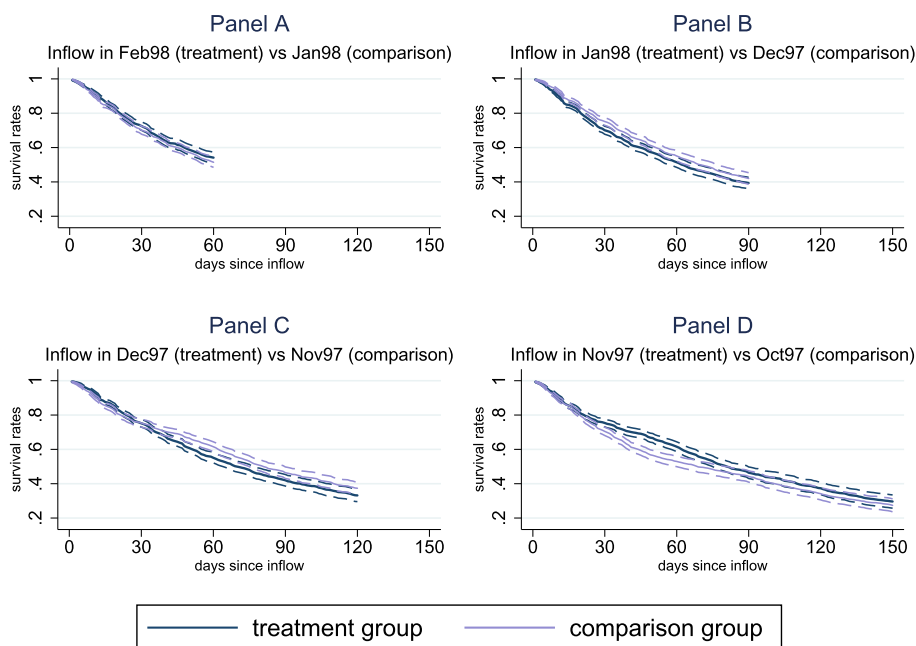 Panel A
Inflow in Feb98 (treatment) vs Jan98 (comparison)
survival rates
1
.8
.6
.4
.2
0 30 60 90 120 150
days since inflow
Panel B
Inflow in Jan98 (treatment) vs Dec97 (comparison)
survival rates
1
.8
.6
.4
.2
0 30 60 90 120 150
days since inflow
Panel C
Inflow in Dec97 (treatment) vs Nov97 (comparison)
survival rates
1
.8
.6
.4
.2
0 30 60 90 120 150
days since inflow
Panel D
Inflow in Nov97 (treatment) vs Oct97 (comparison)
survival rates
1
.8
.6
.4
.2
0 30 60 90 120 150
days since inflow
treatment group comparison group